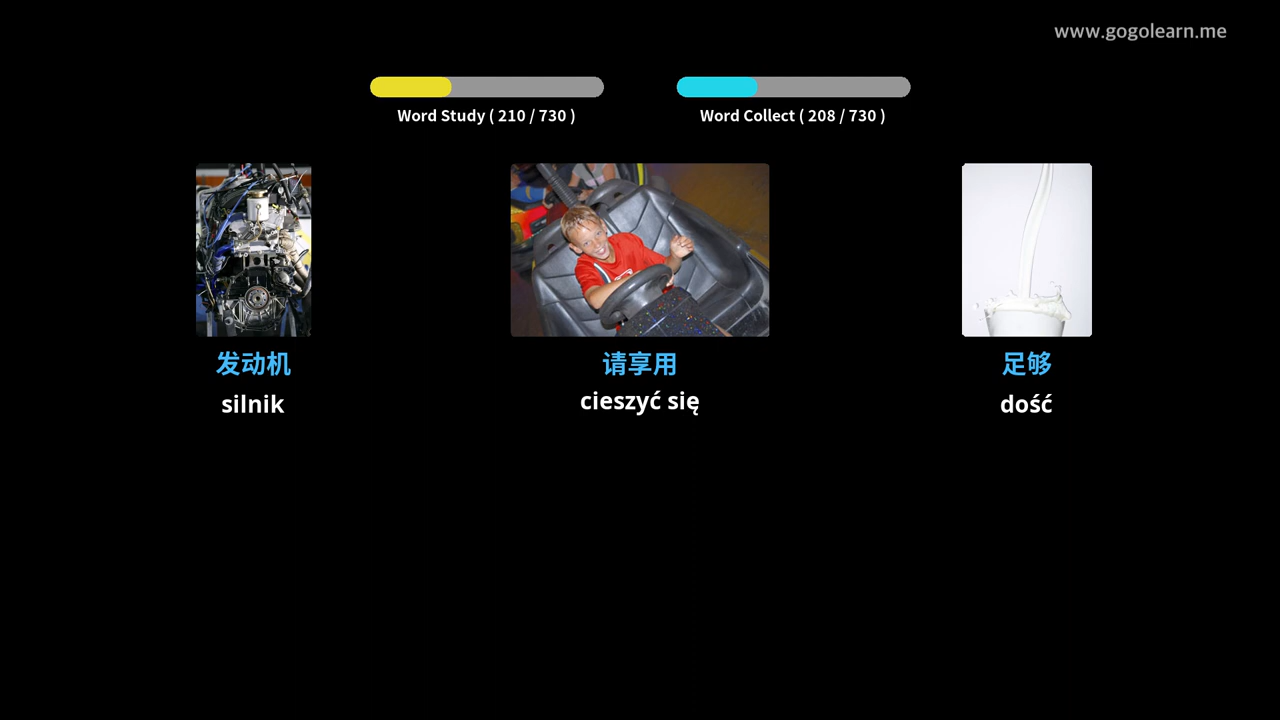 www.gogolearn.me
Word Study ( 210 / 730 )
Word Collect ( 208 / 730 )
发动机
请享用
足够
silnik
cieszyć się
dość